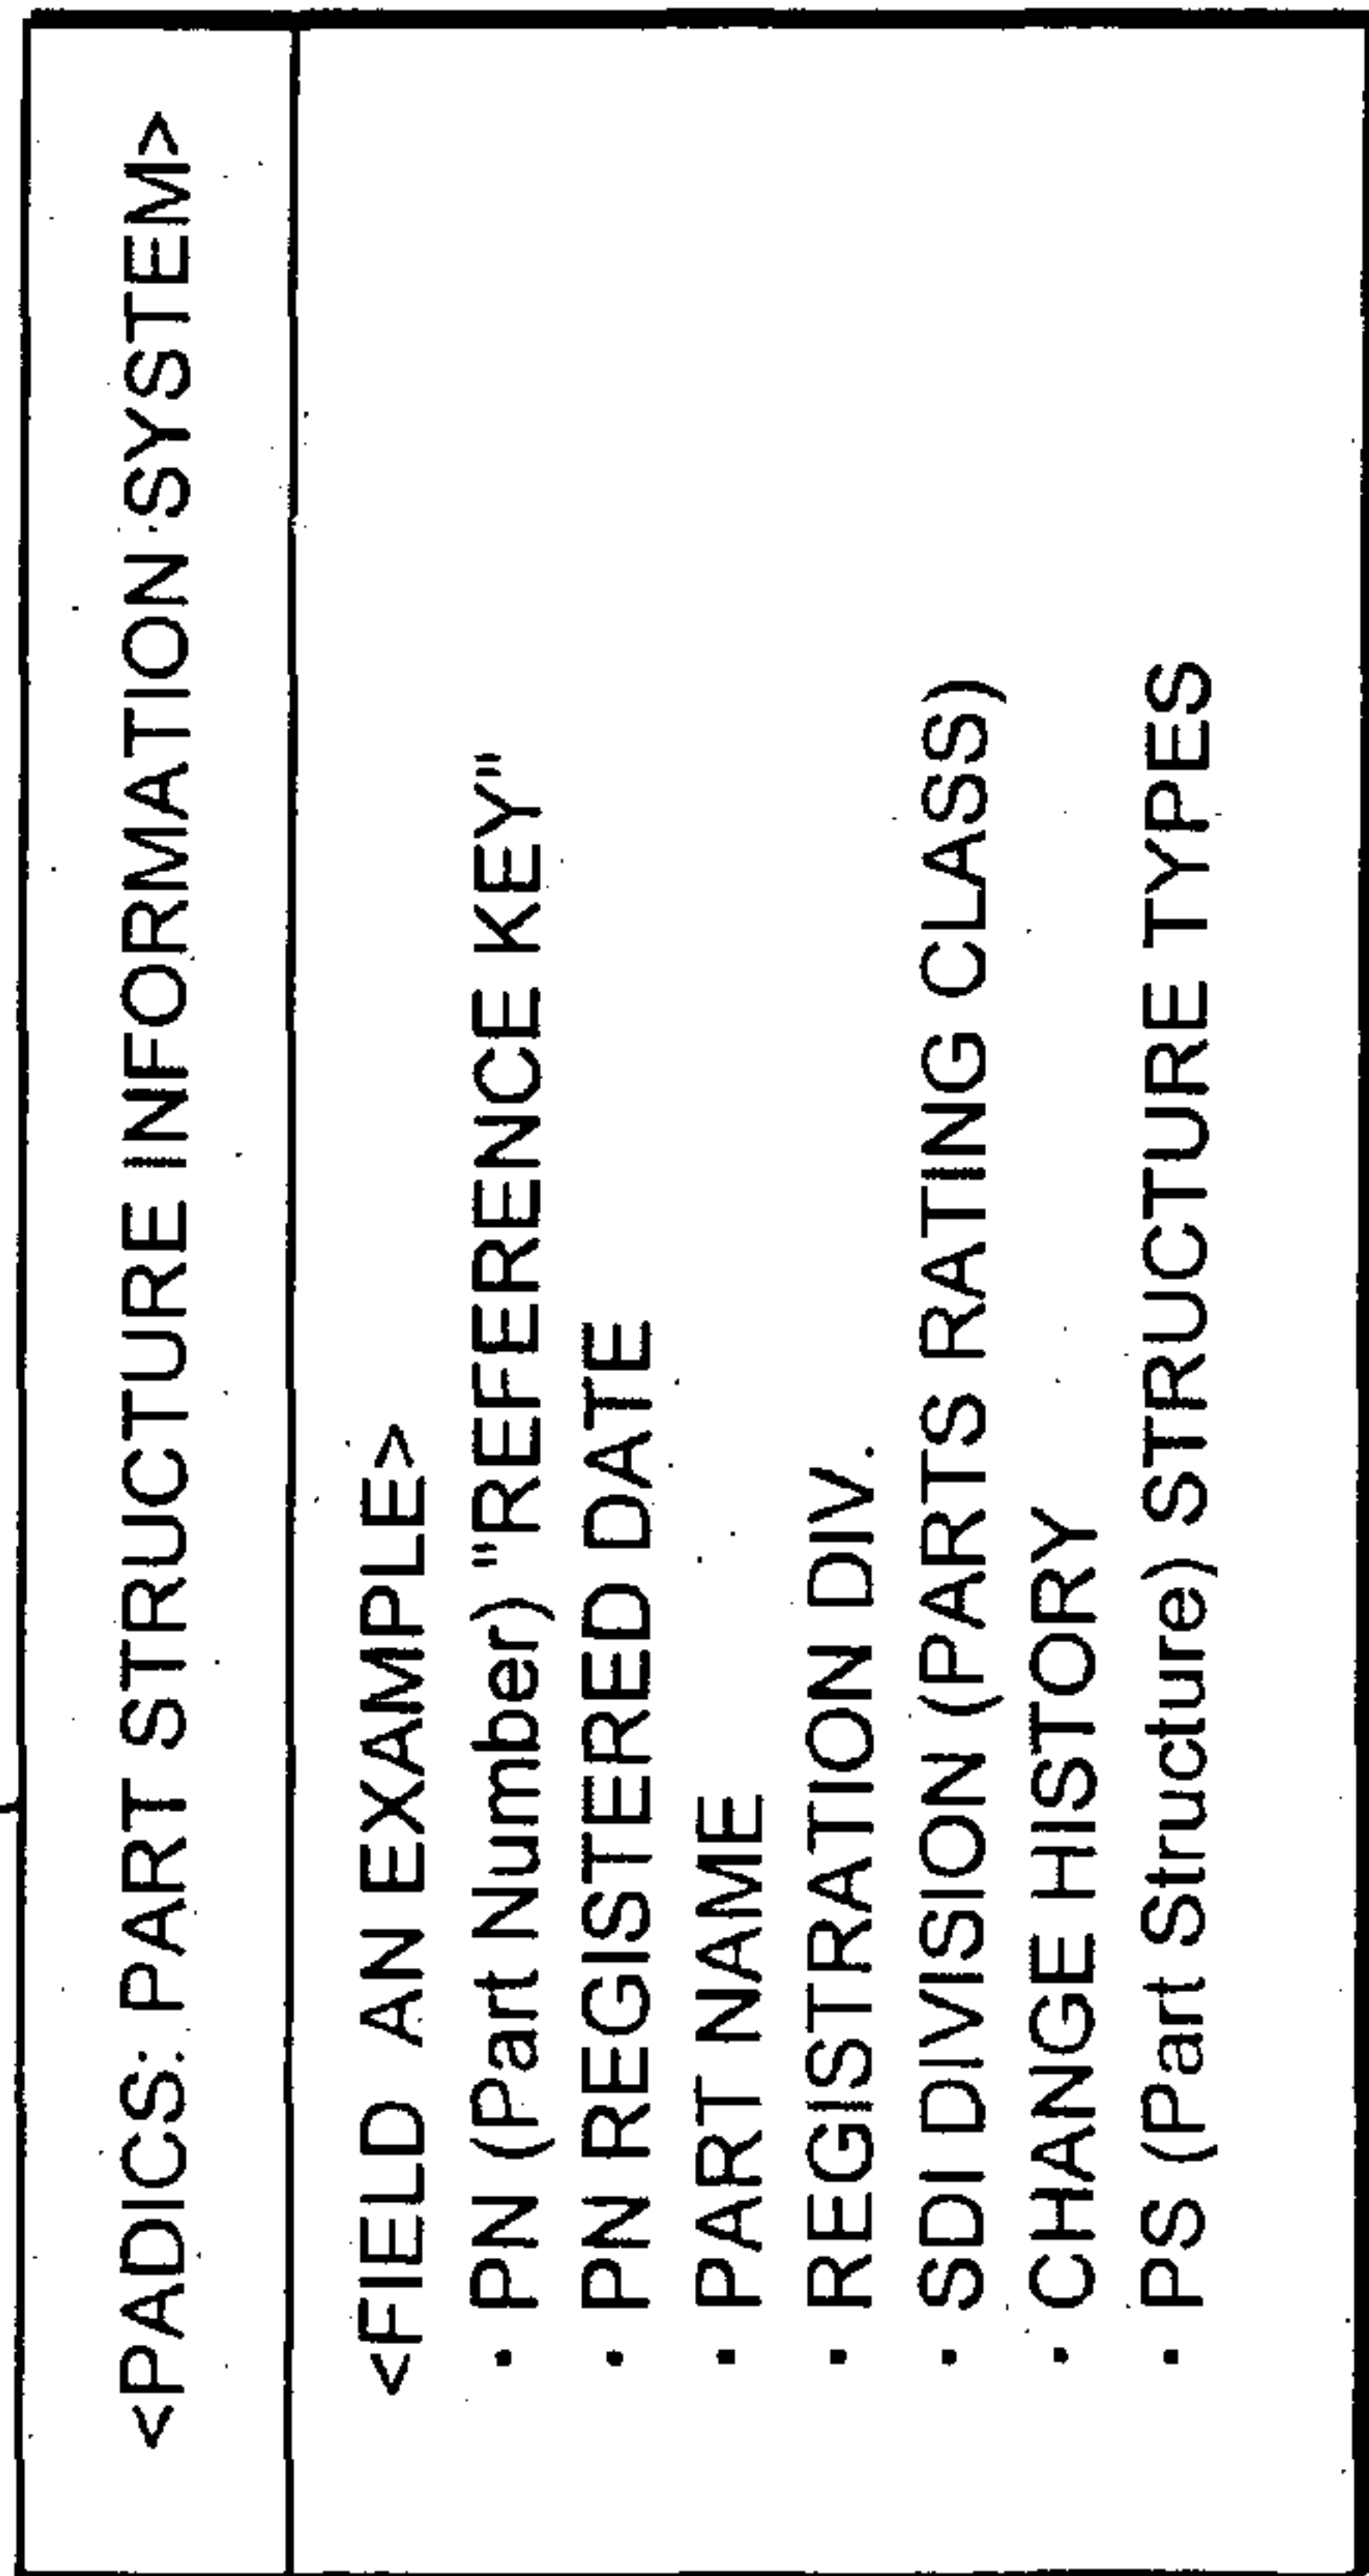 <PADICS: PART STRUCTURE INFORMATION SYSTEM>
<FIELD AN EXAMPLE>
· PN (Part Number) "REFERENCE KEY"
· PN REGISTERED DATE
· PART NAME
· REGISTRATION DIV.
· SDI DIVISION (PARTS RATING CLASS)
· CHANGE HISTORY
· PS (Part Structure) STRUCTURE TYPES